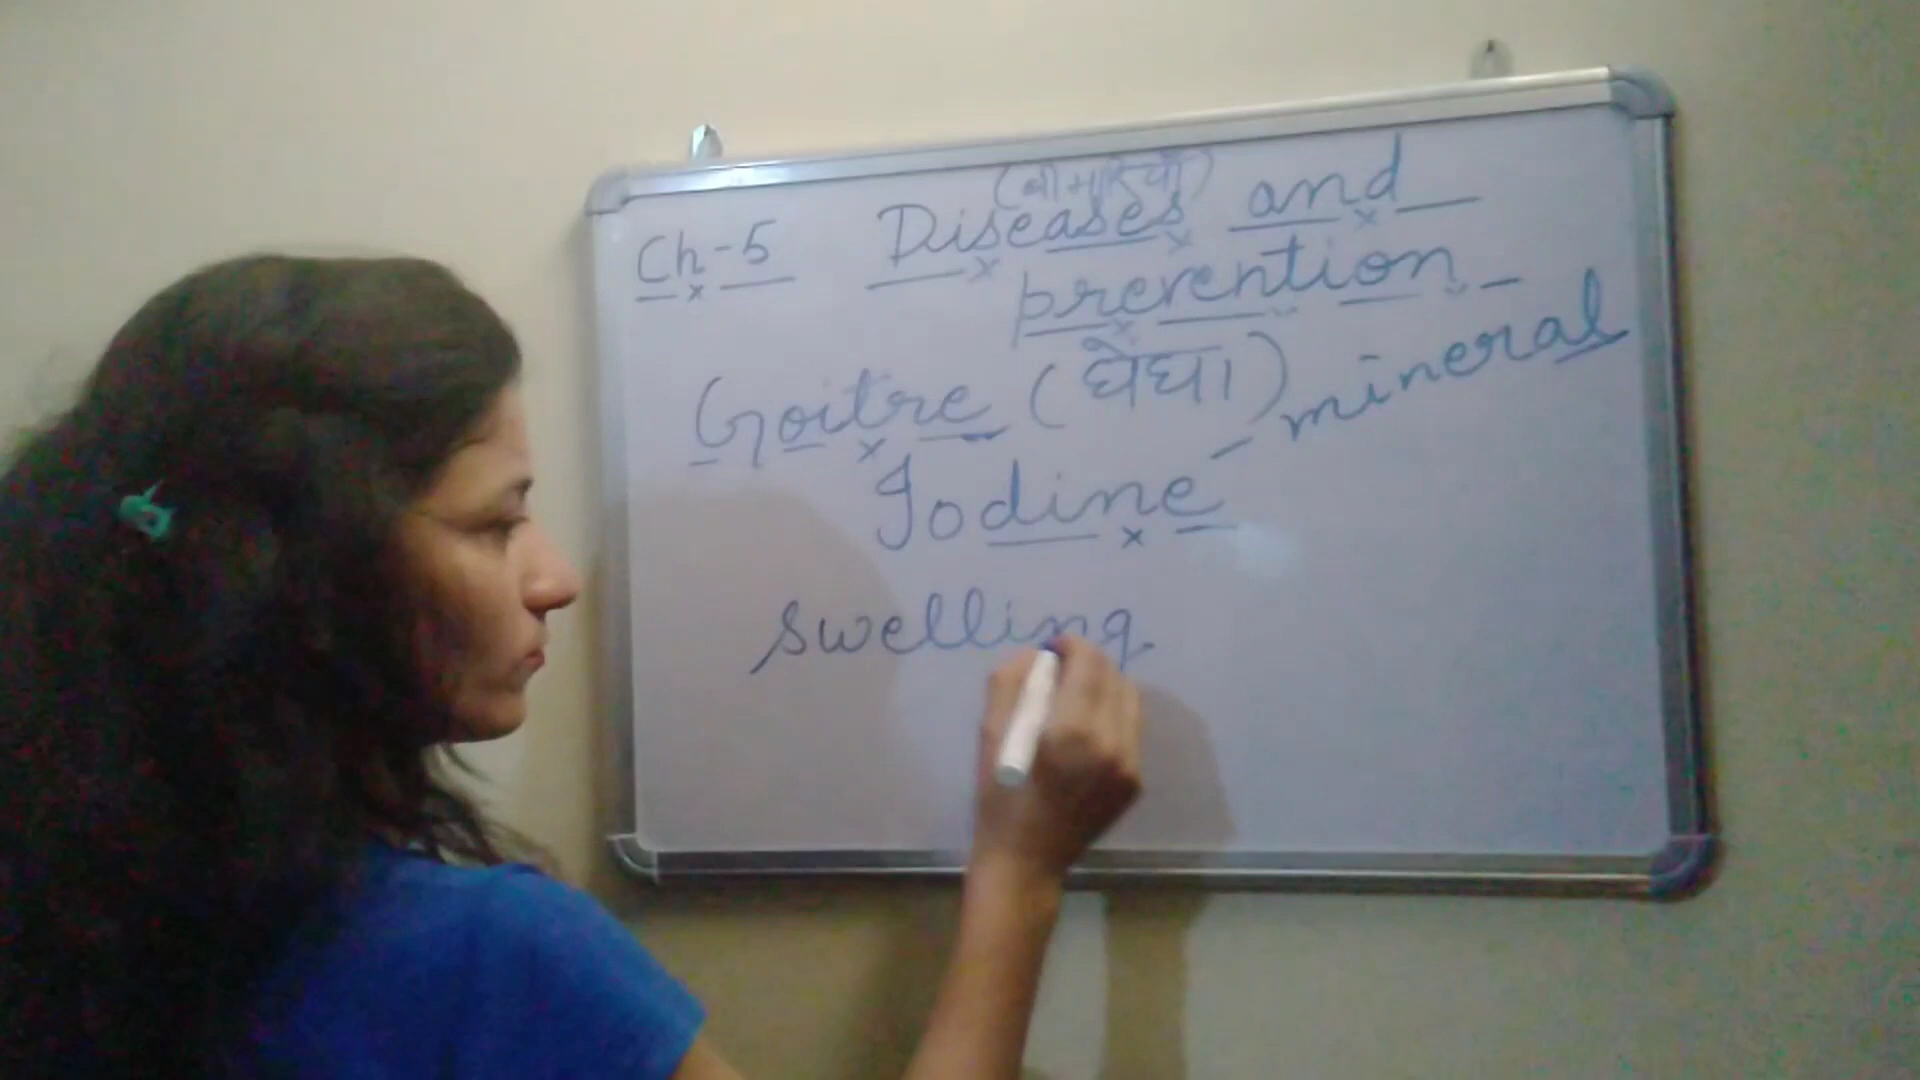 (बीमारियाँ)
Ch-5 Diseases and
prevention
Goitre (घेघा)
Iodine - mineral
swelling